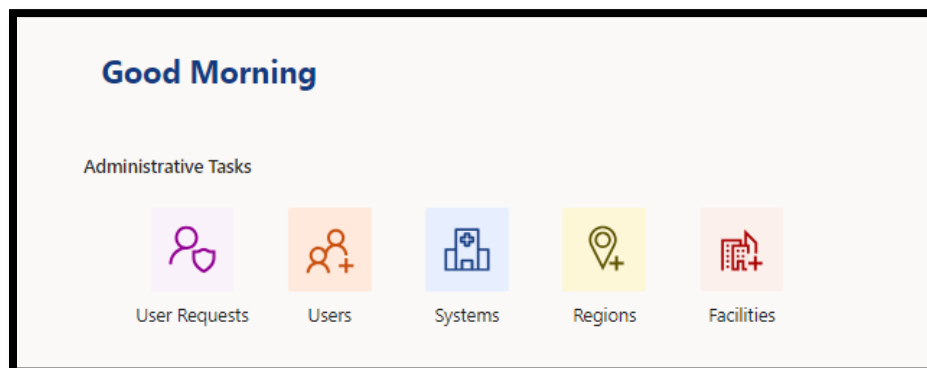 Good Morning
Administrative Tasks
User Requests Users Systems Regions Facilities